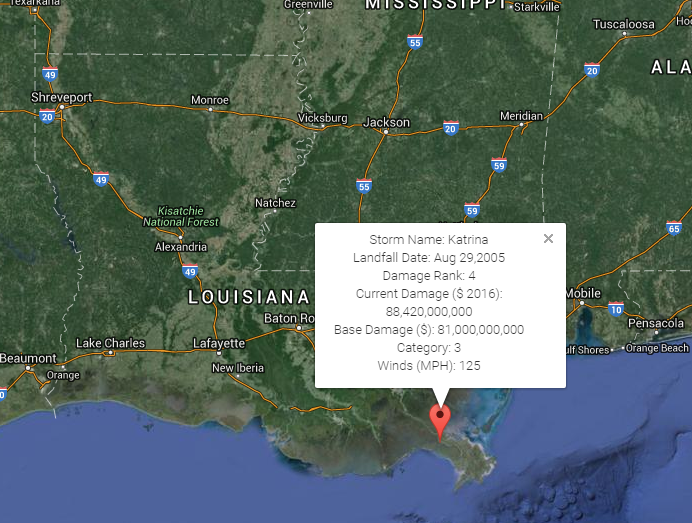 Texarkana
Greenville
MISSISSIPPI
Starkville
Tuscaloosa
55
20
ALA
49
Shreveport
Monroe
20
Vicksburg
Jackson
20
Meridian
59
49
55
Natchez
59
Kisatchie
National Forest
65
Alexandria
49
Storm Name: Katrina
Landfall Date: Aug 29,2005
Damage Rank: 4
Current Damage ($ 2016):
88,420,000,000
Base Damage ($): 81,000,000,000
Category: 3
Winds (MPH): 125
LOUISIANA
Mobile
10
Baton Ro
Pensacola
Lake Charles
Lafayette
ulf Shores
Orange Beach
Beaumont
Orange
New Iberia